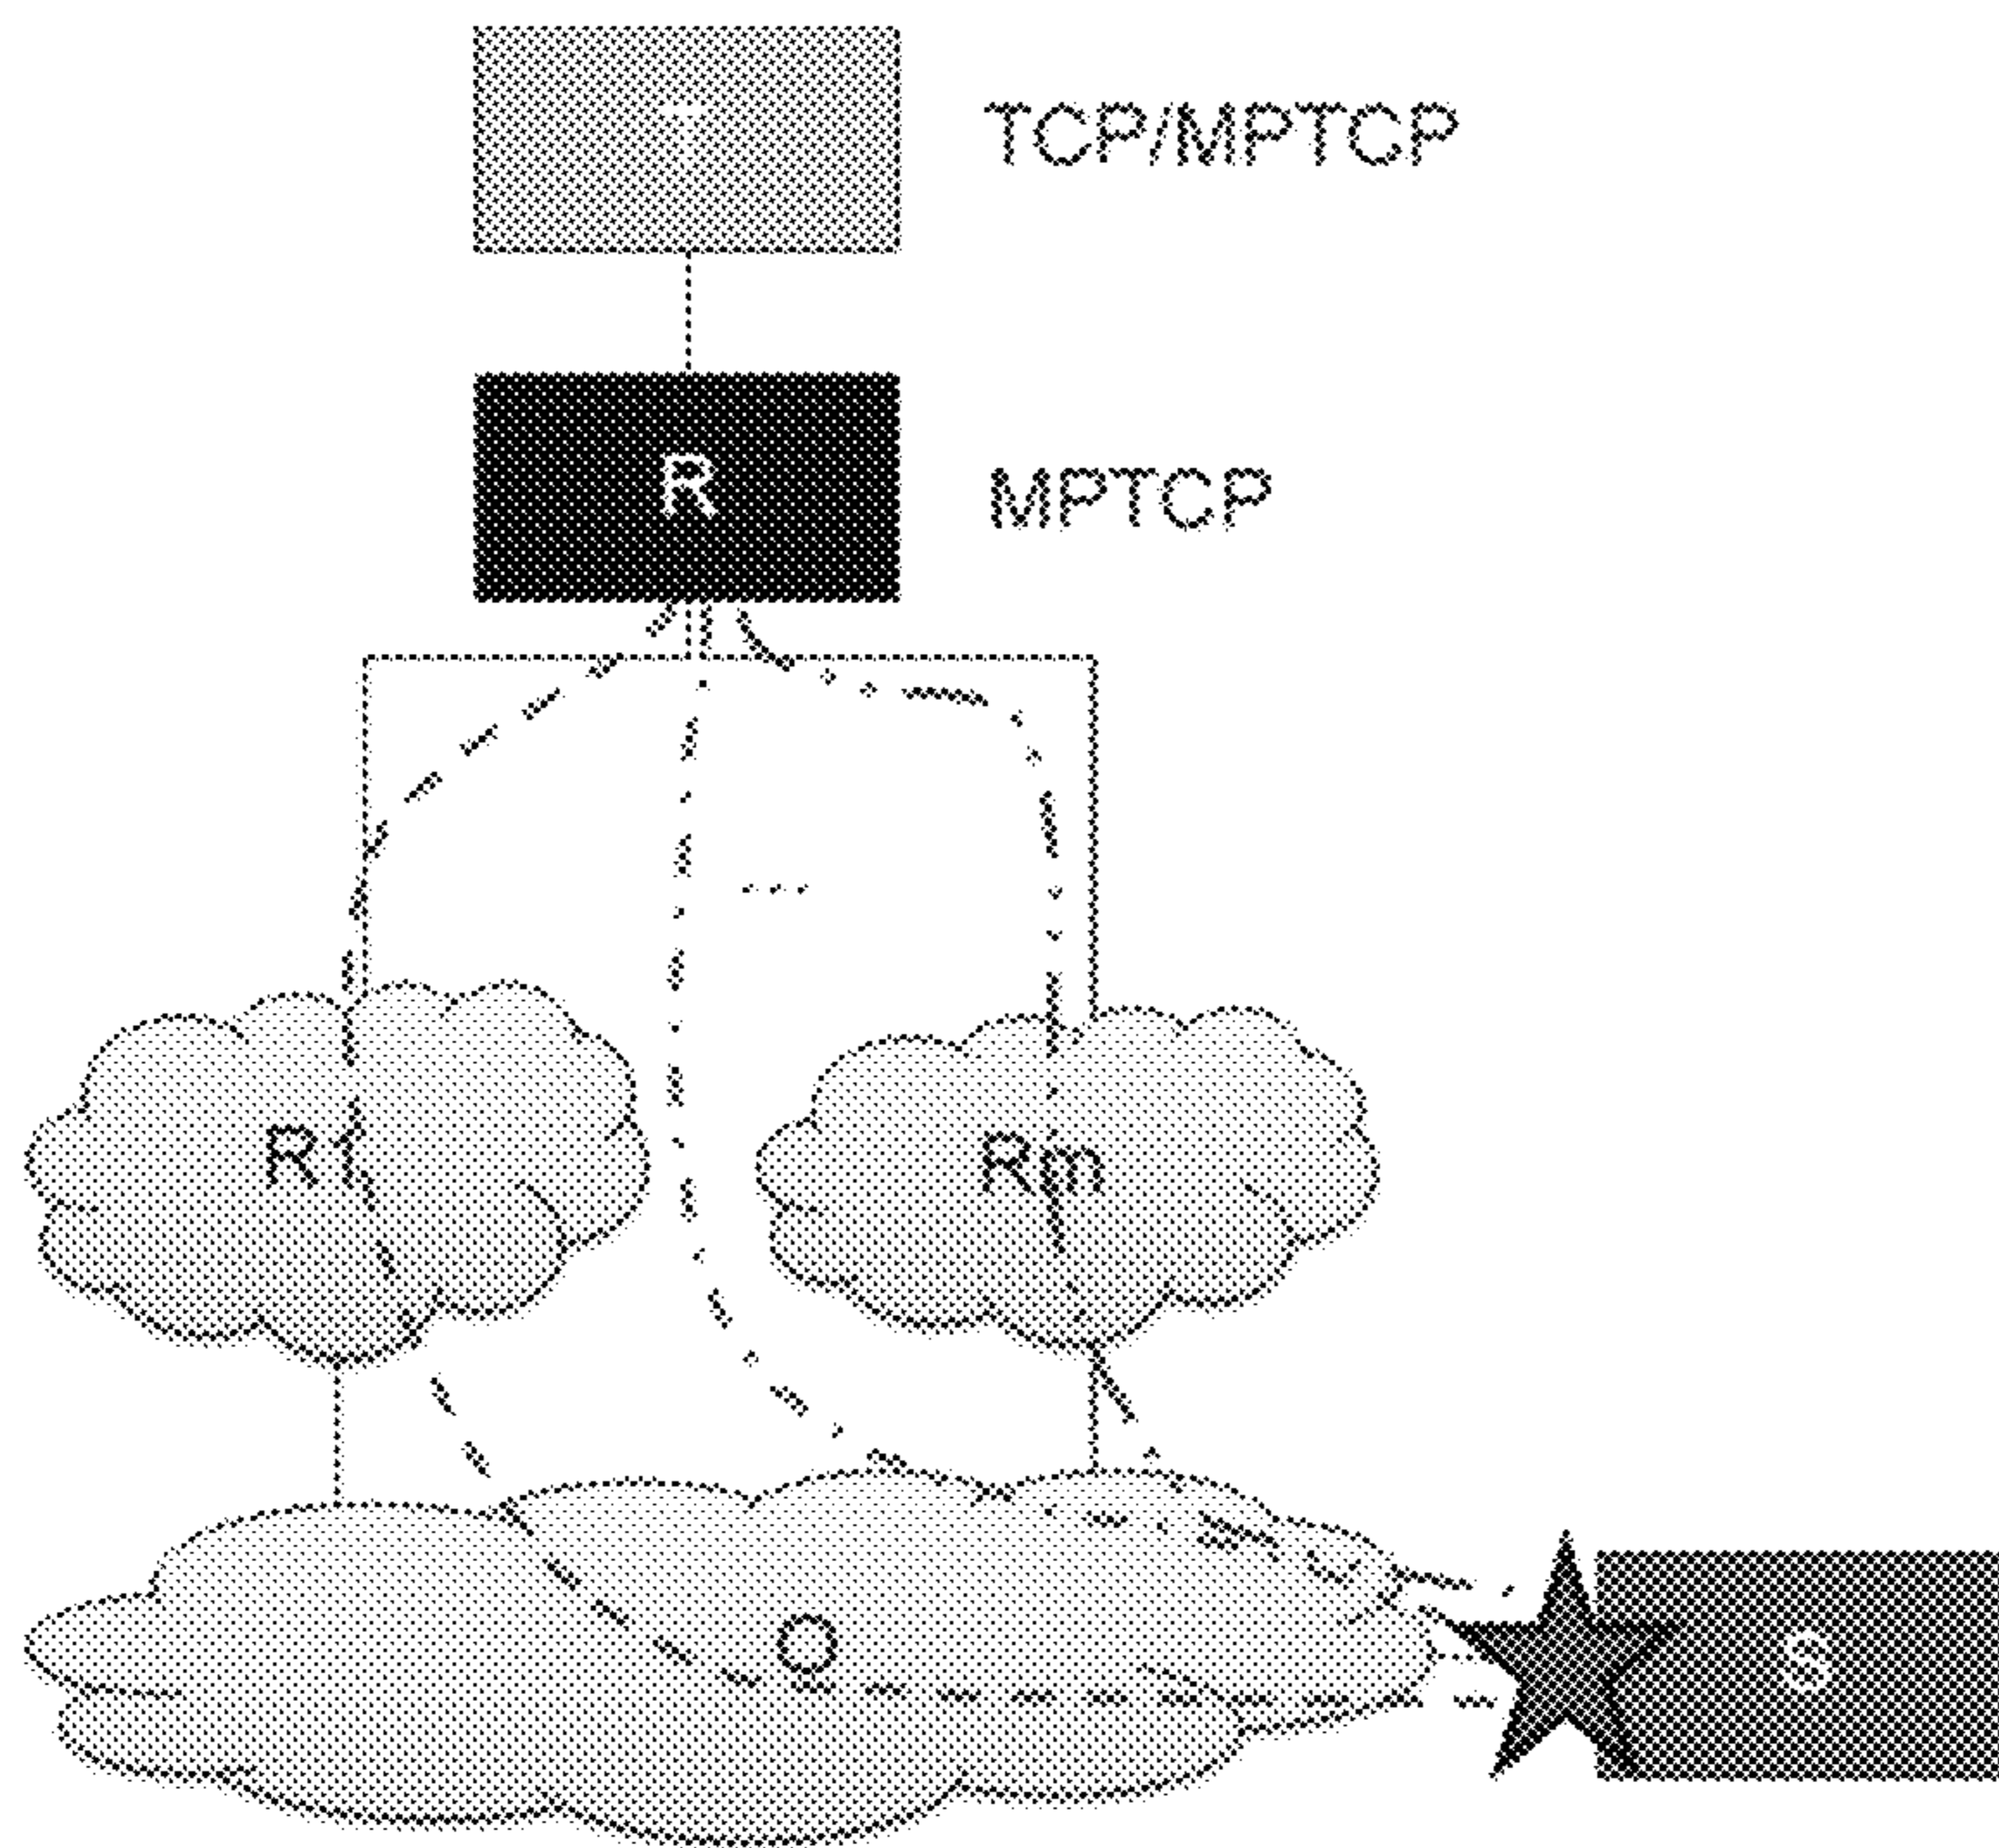 T
TCP/MPTCP
R
MPTCP
...
R1
Rm
O
S